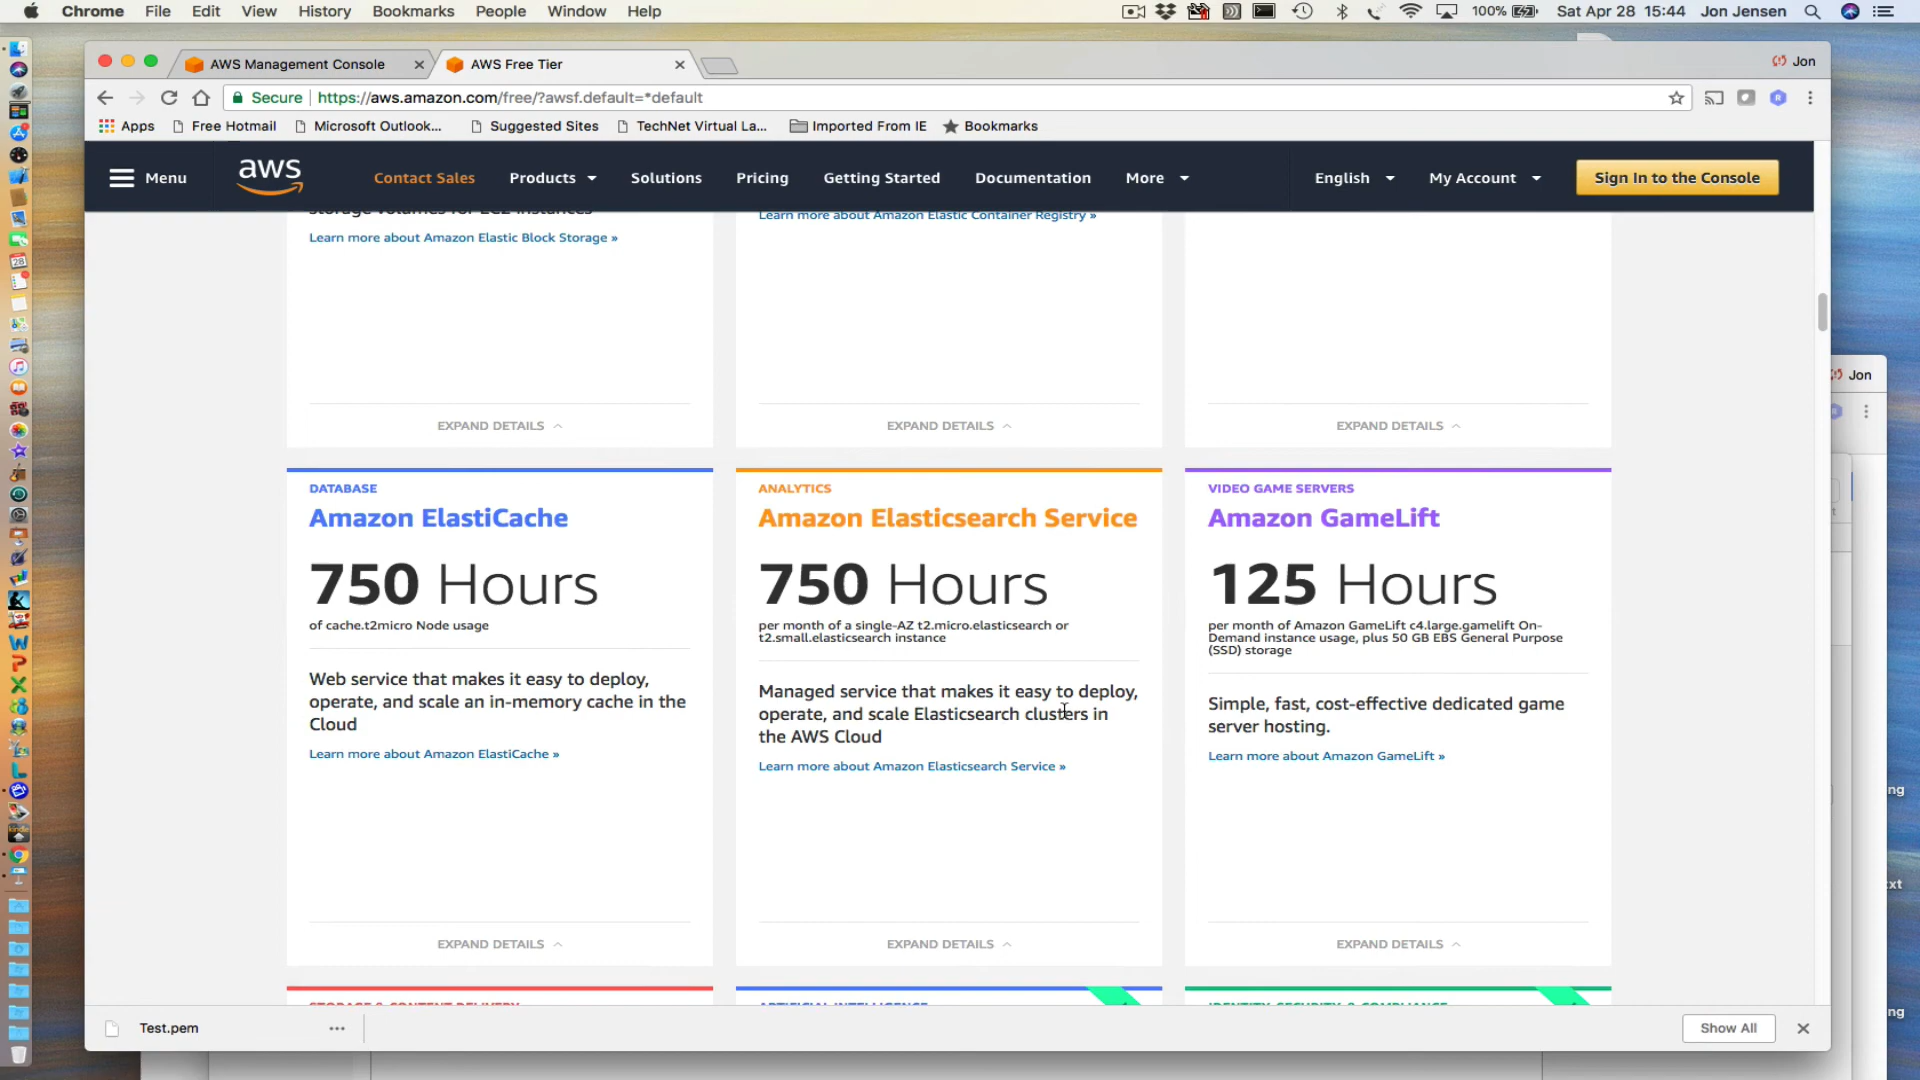 Chrome File Edit View History Bookmarks People Window Help
100% Sat Apr 28 15:44 Jon Jensen
AWS Management Console
AWS Free Tier
Jon
Secure https://aws.amazon.com/free/?awsf.default=*default
Apps Free Hotmail Microsoft Outlook... Suggested Sites TechNet Virtual La... Imported From IE Bookmarks
Menu aws Contact Sales Products Solutions Pricing Getting Started Documentation More English My Account Sign In to the Console
storage volumes for EC2 instances
Learn more about Amazon Elastic Block Storage »
EXPAND DETAILS
Learn more about Amazon Elastic Container Registry »
EXPAND DETAILS
EXPAND DETAILS
Jon
DATABASE
Amazon ElastiCache
750 Hours
of cache.t2micro Node usage
Web service that makes it easy to deploy,
operate, and scale an in-memory cache in the
Cloud
Learn more about Amazon ElastiCache »
EXPAND DETAILS
ANALYTICS
Amazon Elasticsearch Service
750 Hours
per month of a single-AZ t2.micro.elasticsearch or
t2.small.elasticsearch instance
Managed service that makes it easy to deploy,
operate, and scale Elasticsearch clusters in
the AWS Cloud
Learn more about Amazon Elasticsearch Service »
EXPAND DETAILS
VIDEO GAME SERVERS
Amazon GameLift
125 Hours
per month of Amazon GameLift c4.large.gamelift On-
Demand instance usage, plus 50 GB EBS General Purpose
(SSD) storage
Simple, fast, cost-effective dedicated game
server hosting.
Learn more about Amazon GameLift »
EXPAND DETAILS
STORAGE & CONTENT DELIVERY
ARTIFICIAL INTELLIGENCE
IDENTITY, SECURITY, & COMPLIANCE
ng
xt
ng
Test.pem
Show All